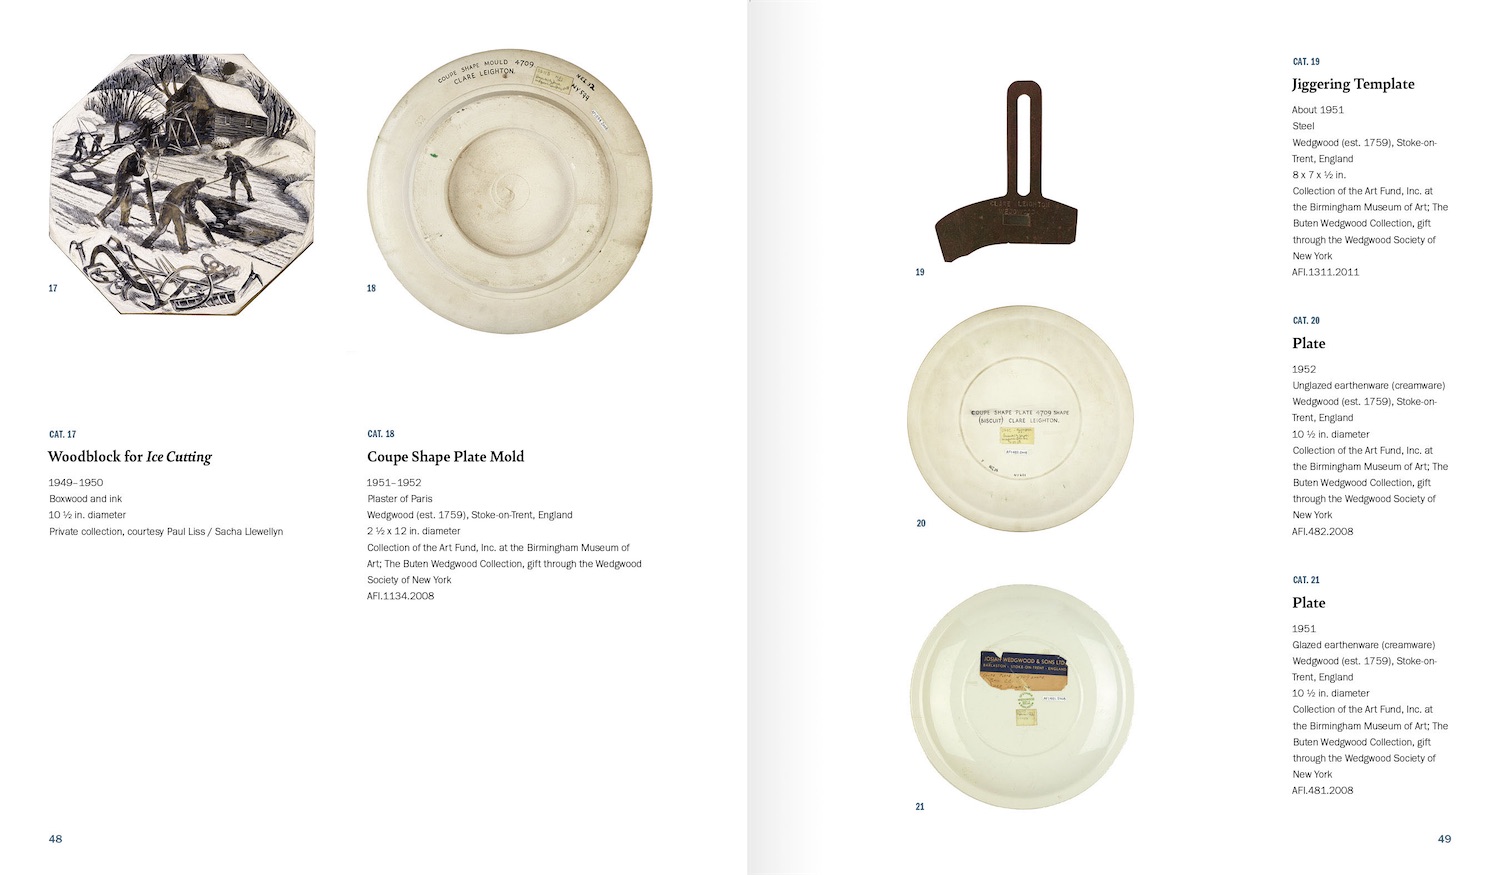 COUPE SHAPE MOULD 4709
CLARE LEIGHTON.
17
18
CAT. 17
Woodblock for Ice Cutting
1949–1950
Boxwood and ink
10 ½ in. diameter
Private collection, courtesy Paul Liss / Sacha Llewellyn
CAT. 18
Coupe Shape Plate Mold
1951–1952
Plaster of Paris
Wedgwood (est. 1759), Stoke-on-Trent, England
2 ½ x 12 in. diameter
Collection of the Art Fund, Inc. at the Birmingham Museum of
Art; The Buten Wedgwood Collection, gift through the Wedgwood
Society of New York
AFI.1134.2008
48
CLARE LEIGHTON
19
COUPE SHAPE PLATE 4709 SHAPE
(BISCUIT) CLARE LEIGHTON.
20
JOSIAH WEDGWOOD & SONS LTD
BARLASTON · STOKE-ON-TRENT · ENGLAND
21
CAT. 19
Jiggering Template
About 1951
Steel
Wedgwood (est. 1759), Stoke-on-
Trent, England
8 x 7 x ½ in.
Collection of the Art Fund, Inc. at
the Birmingham Museum of Art; The
Buten Wedgwood Collection, gift
through the Wedgwood Society of
New York
AFI.1311.2011
CAT. 20
Plate
1952
Unglazed earthenware (creamware)
Wedgwood (est. 1759), Stoke-on-
Trent, England
10 ½ in. diameter
Collection of the Art Fund, Inc. at
the Birmingham Museum of Art; The
Buten Wedgwood Collection, gift
through the Wedgwood Society of
New York
AFI.482.2008
CAT. 21
Plate
1951
Glazed earthenware (creamware)
Wedgwood (est. 1759), Stoke-on-
Trent, England
10 ½ in. diameter
Collection of the Art Fund, Inc. at
the Birmingham Museum of Art; The
Buten Wedgwood Collection, gift
through the Wedgwood Society of
New York
AFI.481.2008
49